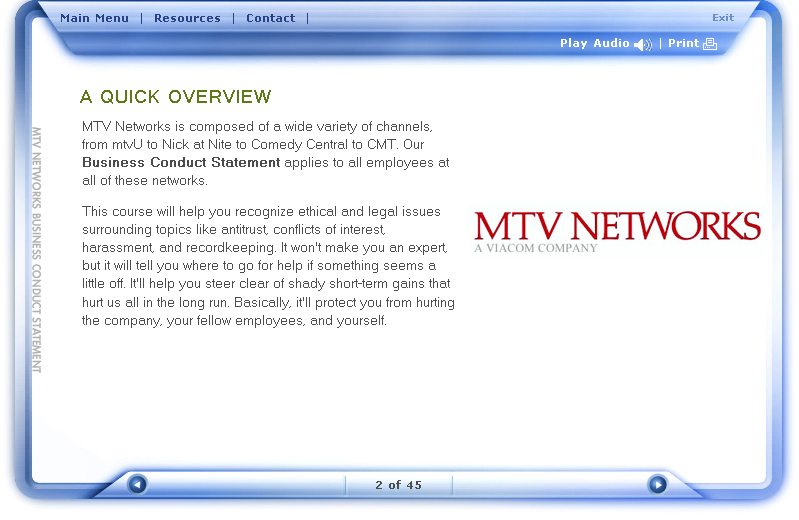 Main Menu | Resources | Contact |
Exit
Play Audio | Print
A QUICK OVERVIEW
MTV Networks is composed of a wide variety of channels,
from mtvU to Nick at Nite to Comedy Central to CMT. Our
Business Conduct Statement applies to all employees at
all of these networks.
This course will help you recognize ethical and legal issues
surrounding topics like antitrust, conflicts of interest,
harassment, and recordkeeping. It won't make you an expert,
but it will tell you where to go for help if something seems a
little off. It'll help you steer clear of shady short-term gains that
hurt us all in the long run. Basically, it'll protect you from hurting
the company, your fellow employees, and yourself.
MTV NETWORKS
A VIACOM COMPANY
MTV NETWORKS BUSINESS CONDUCT STATEMENT
2 of 45